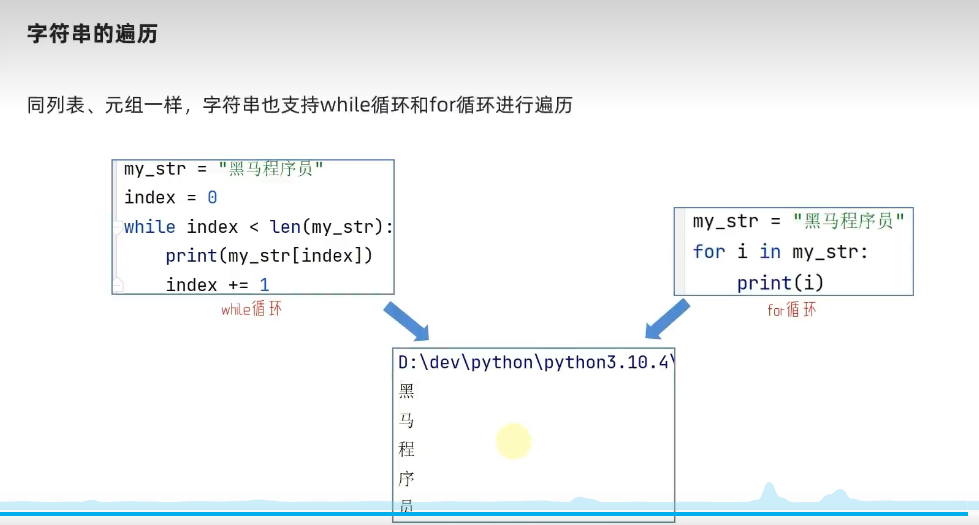 字符串的遍历
同列表、元组一样，字符串也支持while循环和for循环进行遍历
my_str = "黑马程序员"
index = 0
while index < len(my_str):
    print(my_str[index])
    index += 1
while循环
my_str = "黑马程序员"
for i in my_str:
    print(i)
for循环
D:\dev\python\python3.10.4\
黑
马
程
序
员